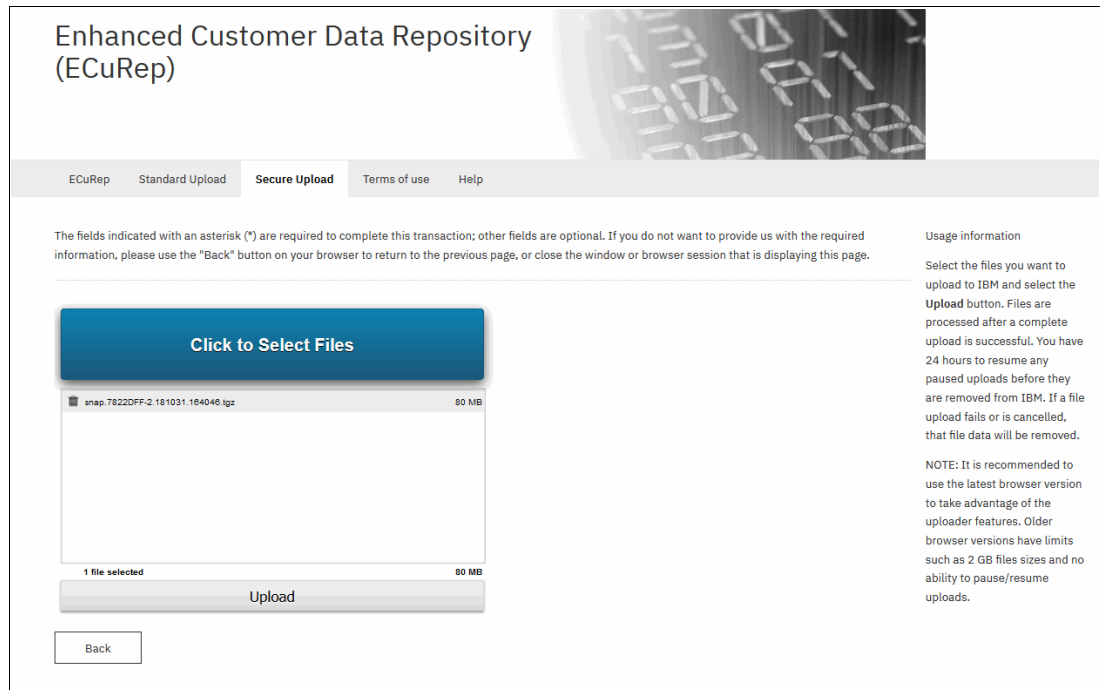 Enhanced Customer Data Repository
(ECuRep)
ECuRep Standard Upload Secure Upload Terms of use Help
The fields indicated with an asterisk (*) are required to complete this transaction; other fields are optional. If you do not want to provide us with the required
information, please use the "Back" button on your browser to return to the previous page, or close the window or browser session that is displaying this page.
Click to Select Files
snap.7822DFF-2.181031.164046.tgz 80 MB
1 file selected 80 MB
Upload
Back
Usage information
Select the files you want to
upload to IBM and select the
Upload button. Files are
processed after a complete
upload is successful. You have
24 hours to resume any
paused uploads before they
are removed from IBM. If a file
upload fails or is cancelled,
that file data will be removed.
NOTE: It is recommended to
use the latest browser version
to take advantage of the
uploader features. Older
browser versions have limits
such as 2 GB files sizes and no
ability to pause/resume
uploads.